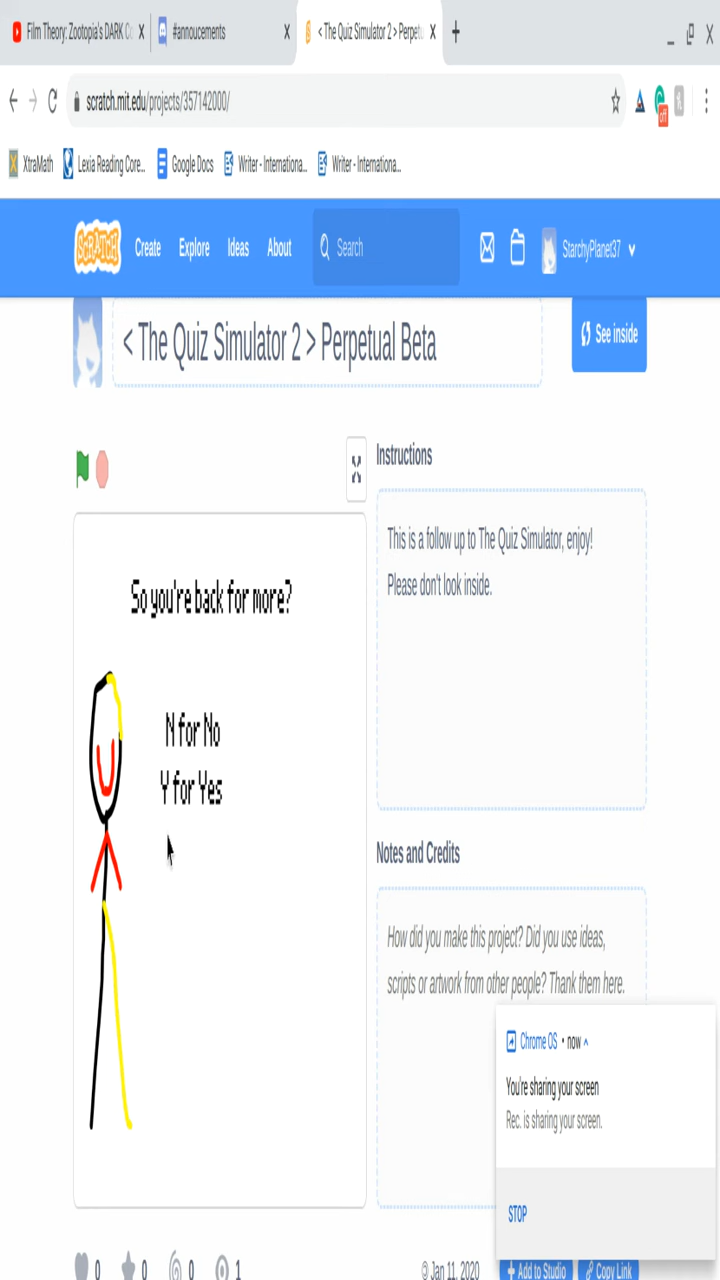 Film Theory: Zootopia's DARK C
#annoucements
< The Quiz Simulator 2 > Perpetu
scratch.mit.edu/projects/357142000/
off
XtraMath
Lexia Reading Core...
Google Docs
Writer - Internationa...
Writer - Internationa...
SCRATCH
Create
Explore
Ideas
About
Search
StarchyPlanet37
< The Quiz Simulator 2 > Perpetual Beta
See inside
Instructions
This is a follow up to The Quiz Simulator, enjoy!
Please don't look inside.
So you're back for more?
N for No
Y for Yes
Notes and Credits
How did you make this project? Did you use ideas,
scripts or artwork from other people? Thank them here.
Chrome OS • now
You're sharing your screen
Rec. is sharing your screen.
STOP
0
0
0
1
© Jan 11, 2020
Add to Studio
Copy Link